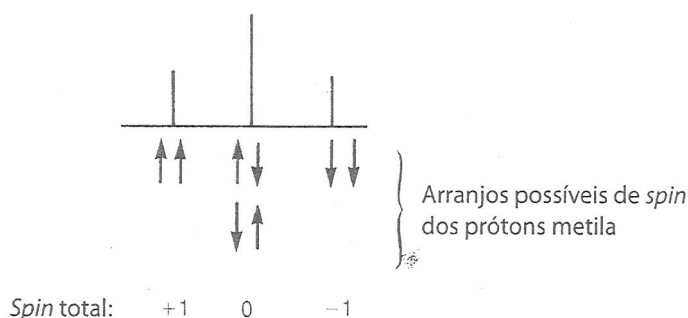 Arranjos possíveis de spin
dos prótons metila
Spin total: +1 0 −1